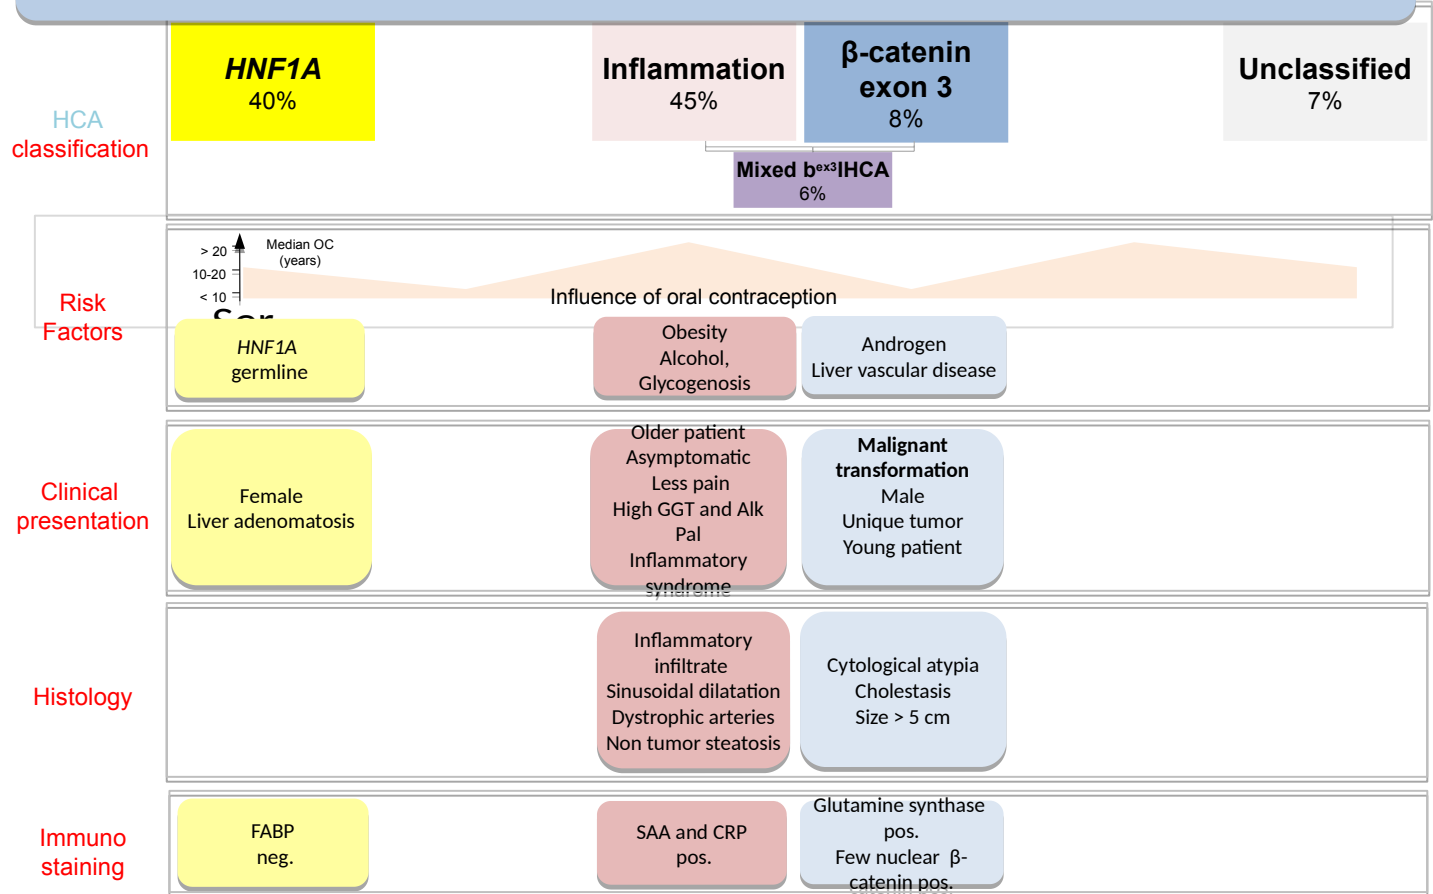 HNF1A
40%
Inflammation
45%
β-catenin
exon 3
8%
Unclassified
7%
HCA
classification
Mixed bex3IHCA
6%
> 20
10-20
< 10
Median OC
(years)
Influence of oral contraception
Risk
Factors
HNF1A
germline
Obesity
Alcohol,
Glycogenosis
Androgen
Liver vascular disease
Clinical
presentation
Female
Liver adenomatosis
Older patient
Asymptomatic
Less pain
High GGT and Alk
Pal
Inflammatory
syndrome
Malignant
transformation
Male
Unique tumor
Young patient
Histology
Inflammatory
infiltrate
Sinusoidal dilatation
Dystrophic arteries
Non tumor steatosis
Cytological atypia
Cholestasis
Size > 5 cm
Immuno
staining
FABP
neg.
SAA and CRP
pos.
Glutamine synthase
pos.
Few nuclear β-
catenin pos.